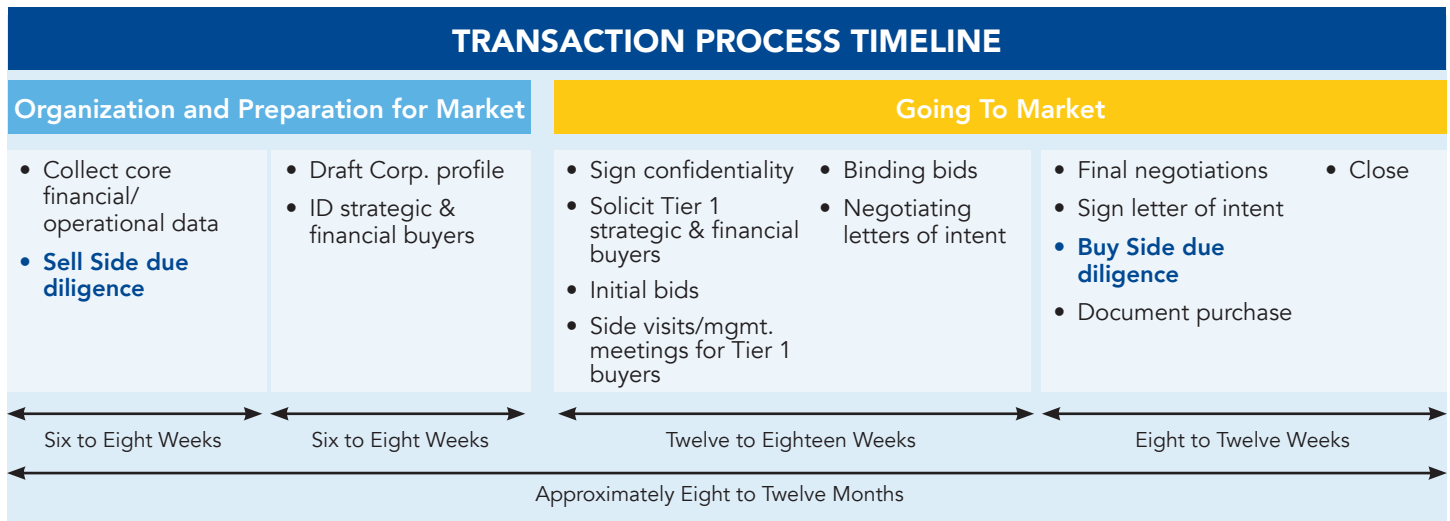 TRANSACTION PROCESS TIMELINE
Organization and Preparation for Market
Going To Market
• Collect core
financial/
operational data
• Sell Side due
diligence
• Draft Corp. profile
• ID strategic &
financial buyers
• Sign confidentiality
• Solicit Tier 1
strategic & financial
buyers
• Initial bids
• Side visits/mgmt.
meetings for Tier 1
buyers
• Binding bids
• Negotiating
letters of intent
• Final negotiations
• Sign letter of intent
• Buy Side due
diligence
• Document purchase
• Close
Six to Eight Weeks
Six to Eight Weeks
Twelve to Eighteen Weeks
Eight to Twelve Weeks
Approximately Eight to Twelve Months